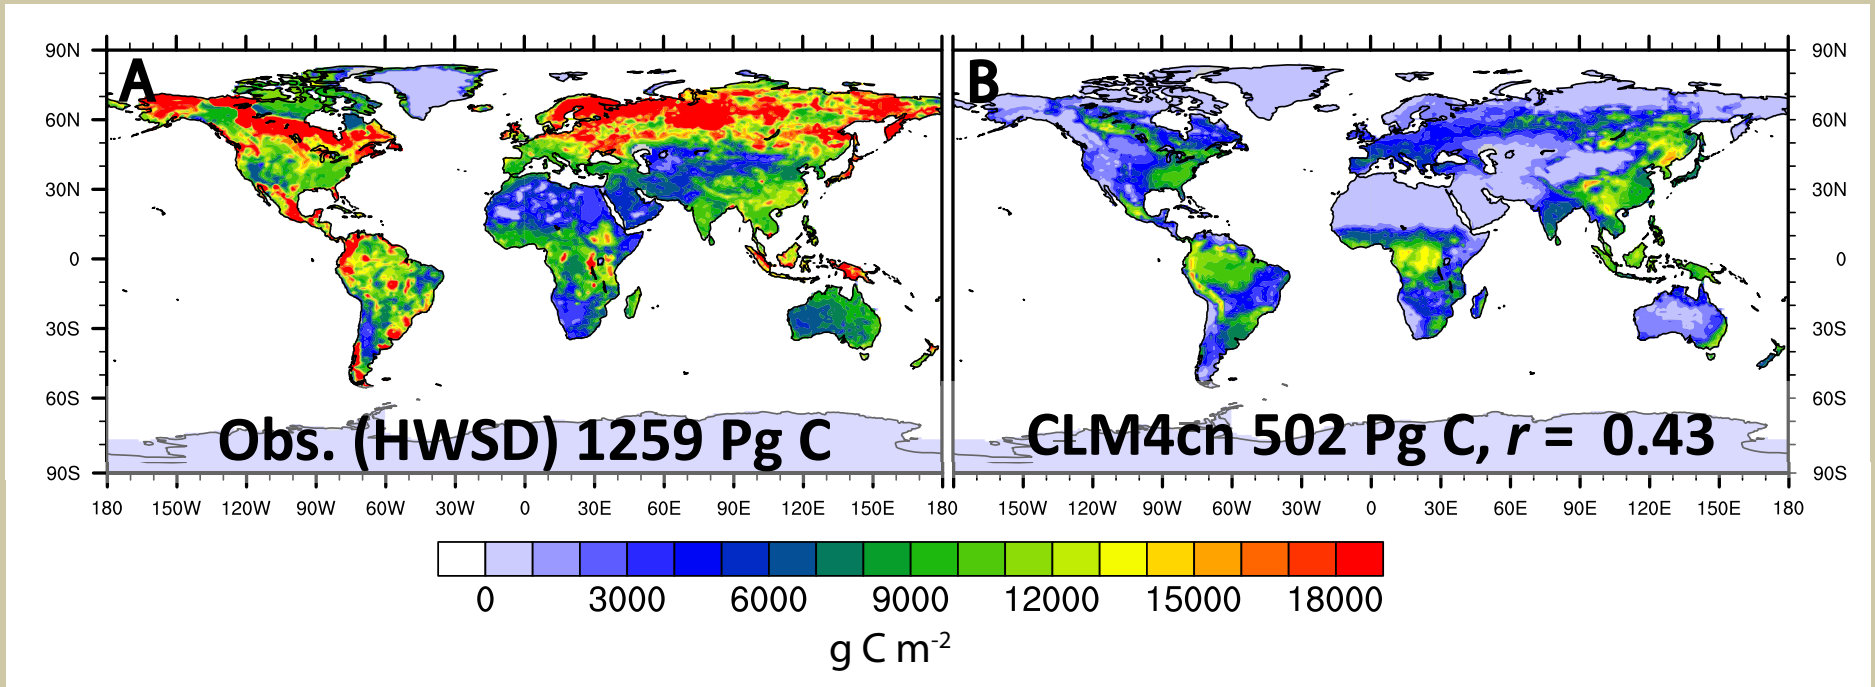 A
B
90N
60N
30N
0
30S
60S
90S
90N
60N
30N
0
30S
60S
90S
Obs. (HWSD) 1259 Pg C
CLM4cn 502 Pg C, r = 0.43
180 150W 120W 90W 60W 30W 0 30E 60E 90E 120E 150E 180
150W 120W 90W 60W 30W 0 30E 60E 90E 120E 150E 180
0 3000 6000 9000 12000 15000 18000
g C m-2